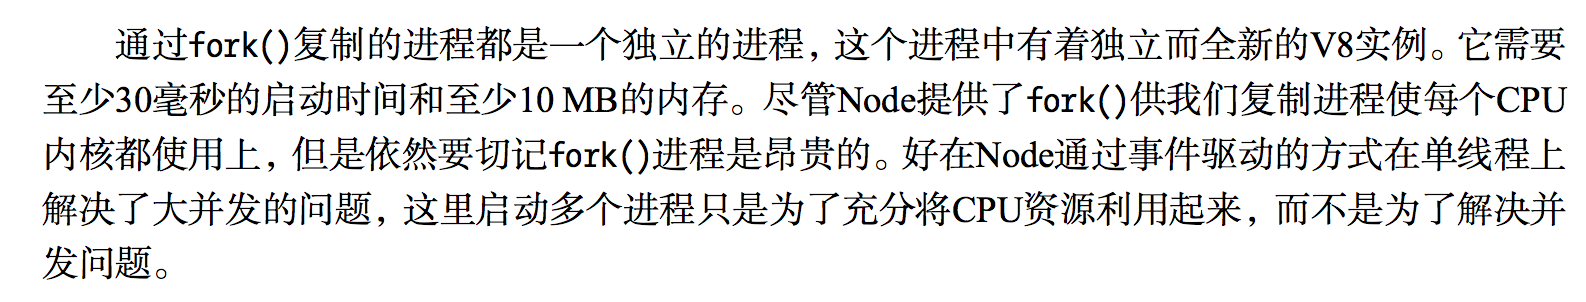 通过fork()复制的进程都是一个独立的进程，这个进程中有着独立而全新的V8实例。它需要
至少30毫秒的启动时间和至少10 MB的内存。尽管Node提供了fork()供我们复制进程使每个CPU
内核都使用上，但是依然要切记fork()进程是昂贵的。好在Node通过事件驱动的方式在单线程上
解决了大并发的问题，这里启动多个进程只是为了充分将CPU资源利用起来，而不是为了解决并
发问题。